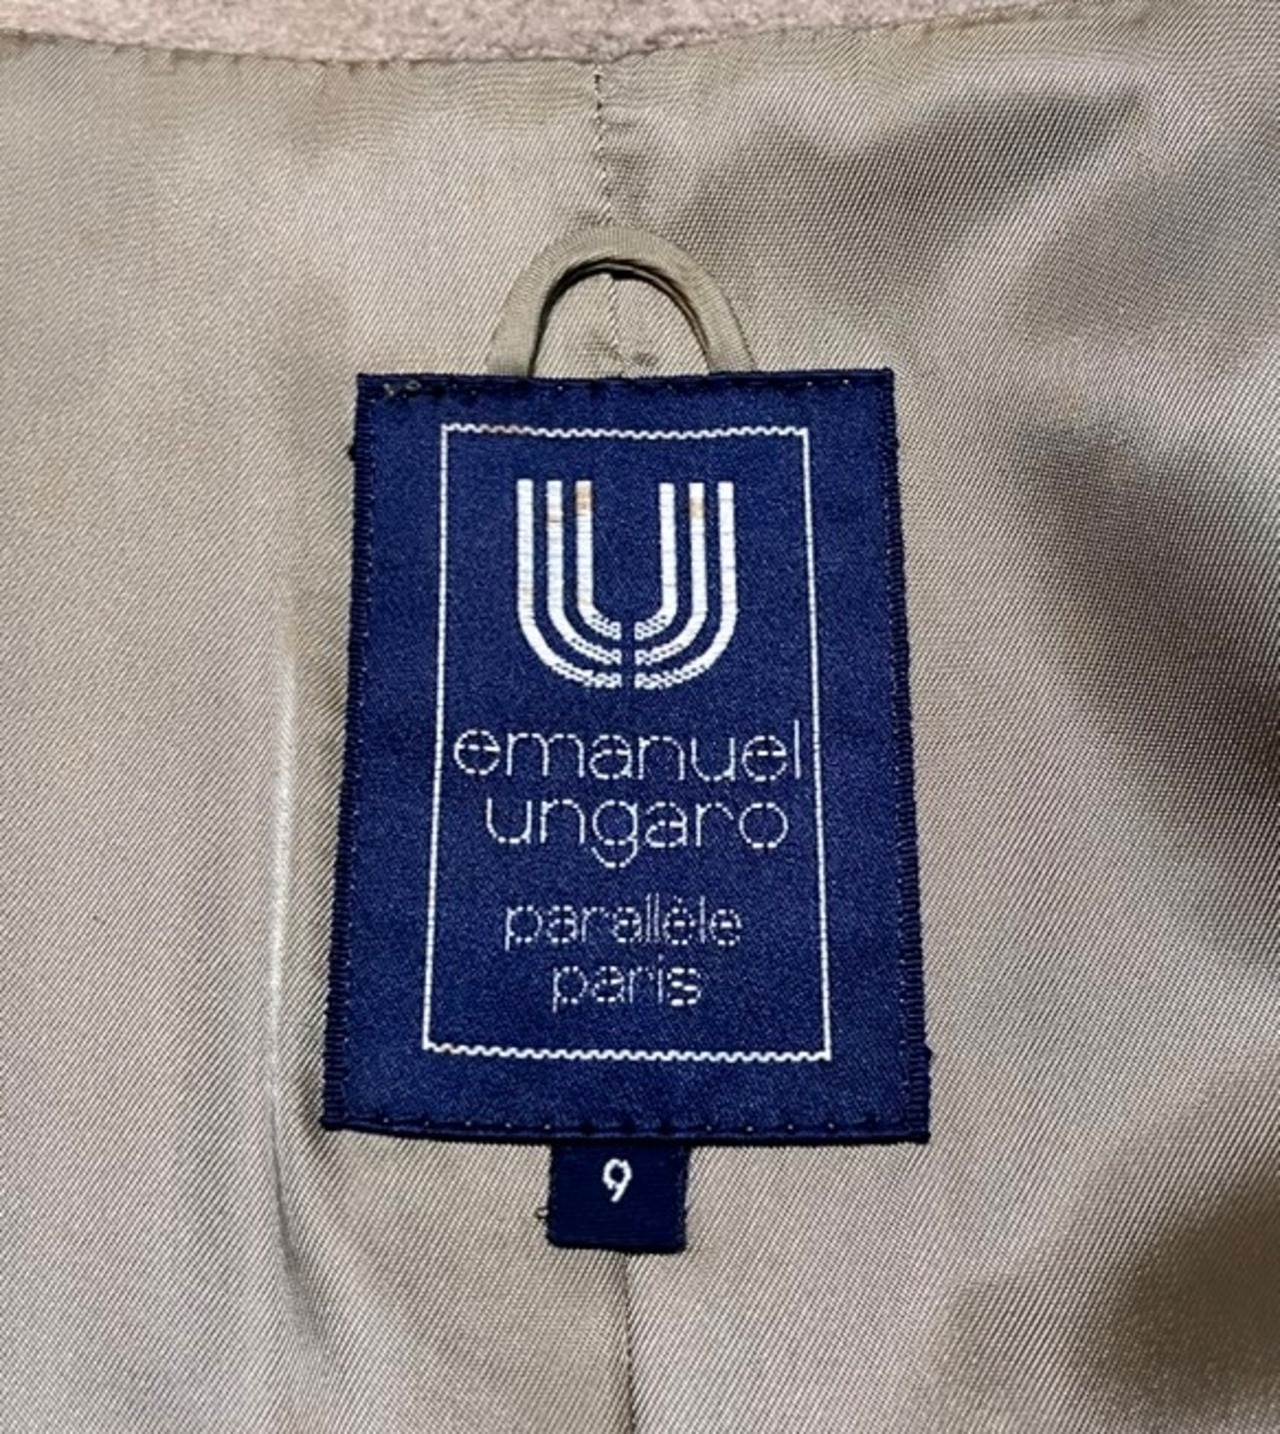 emanuel
ungaro
parallèle
paris
9